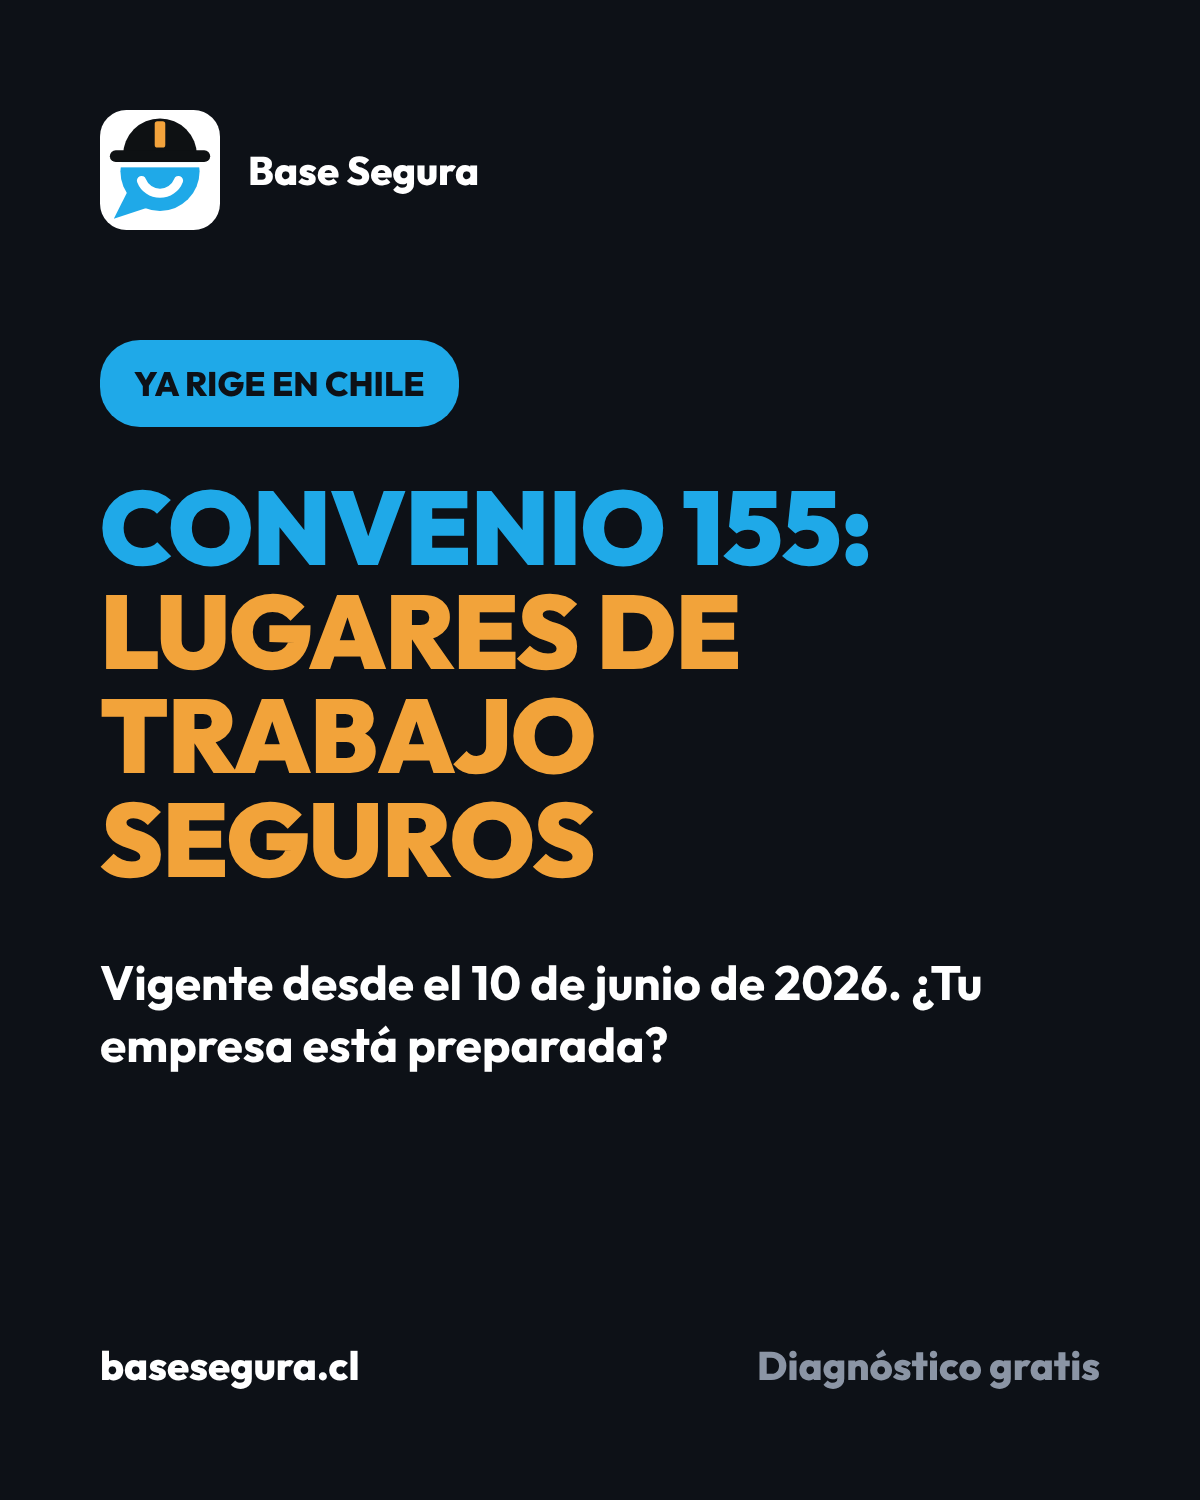 Base Segura
YA RIGE EN CHILE
CONVENIO 155:
LUGARES DE
TRABAJO
SEGUROS
Vigente desde el 10 de junio de 2026. ¿Tu
empresa está preparada?
basesegura.cl
Diagnóstico gratis